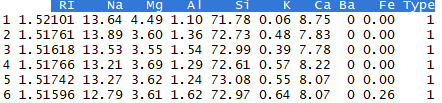 RI Na Mg Al Si K Ca Ba Fe Type
1 1.52101 13.64 4.49 1.10 71.78 0.06 8.75 0 0.00 1
2 1.51761 13.89 3.60 1.36 72.73 0.48 7.83 0 0.00 1
3 1.51618 13.53 3.55 1.54 72.99 0.39 7.78 0 0.00 1
4 1.51766 13.21 3.69 1.29 72.61 0.57 8.22 0 0.00 1
5 1.51742 13.27 3.62 1.24 73.08 0.55 8.07 0 0.00 1
6 1.51596 12.79 3.61 1.62 72.97 0.64 8.07 0 0.26 1